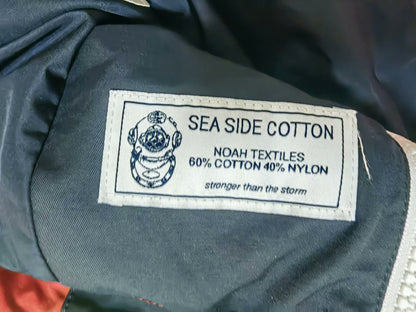 SEA SIDE COTTON
NOAH TEXTILES
60% COTTON 40% NYLON
stronger than the storm